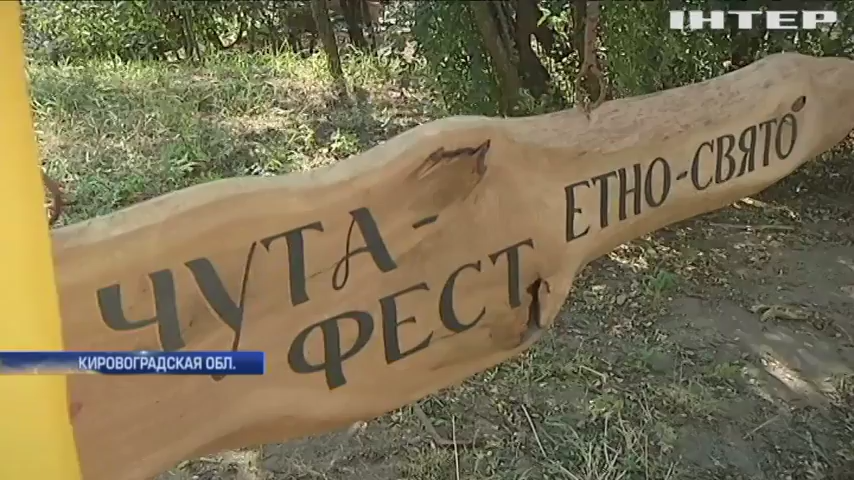 ІНТЕР
ЧУТА-
ФЕСТ
ЕТНО-СВЯТО
КИРОВОГРАДСКАЯ ОБЛ.